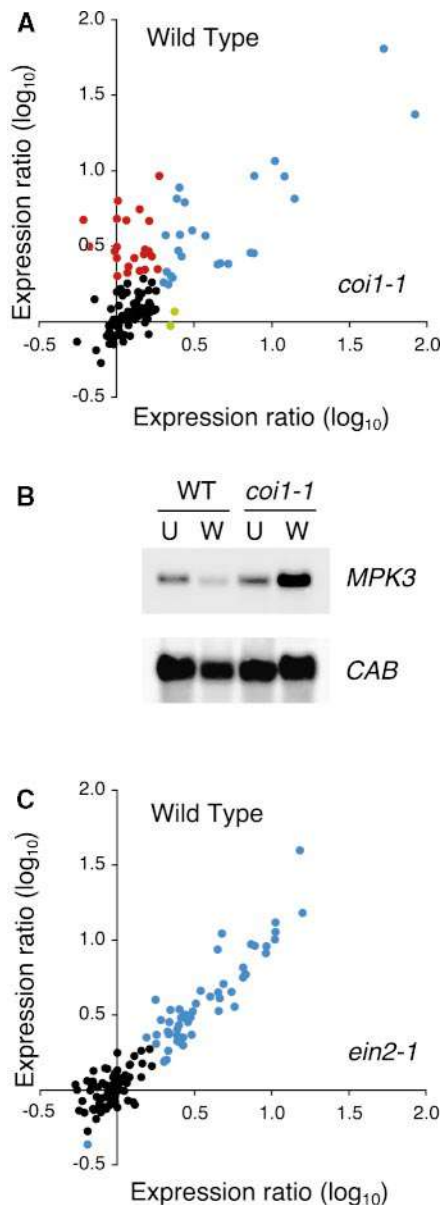 A
Wild Type
Expression ratio (log10)
2.0
1.5
1.0
0.5
-0.5
-0.5
0.5
1.0
1.5
2.0
coi1-1
Expression ratio (log10)
B
WT coi1-1
U W U W
MPK3
CAB
C
Wild Type
Expression ratio (log10)
2.0
1.5
1.0
0.5
-0.5
-0.5
0.5
1.0
1.5
2.0
ein2-1
Expression ratio (log10)